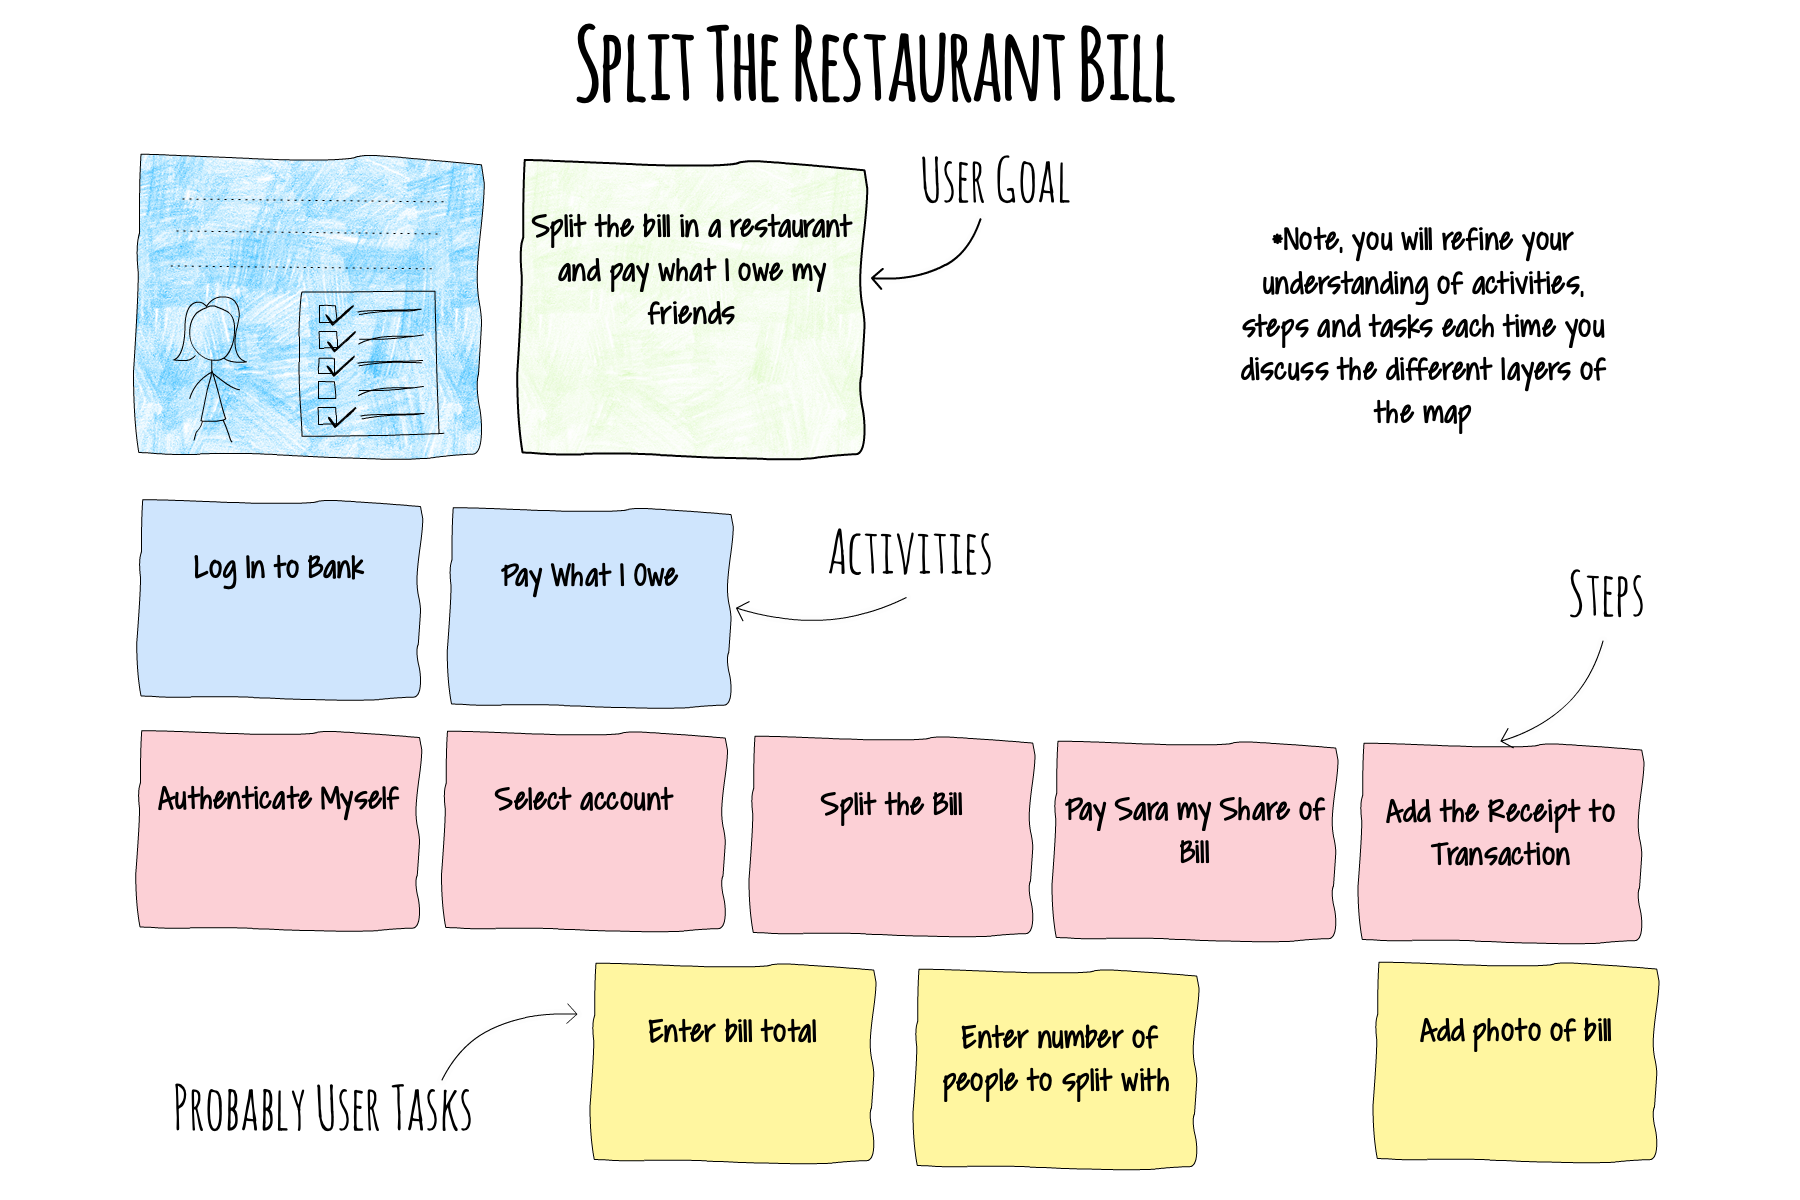 Split The Restaurant Bill
User Goal
Split the bill in a restaurant
and pay what I owe my
friends
*Note, you will refine your
understanding of activities,
steps and tasks each time you
discuss the different layers of
the map
Log In to Bank
Pay What I Owe
Activities
Steps
Authenticate Myself
Select account
Split the Bill
Pay Sara my Share of
Bill
Add the Receipt to
Transaction
Probably User Tasks
Enter bill total
Enter number of
people to split with
Add photo of bill